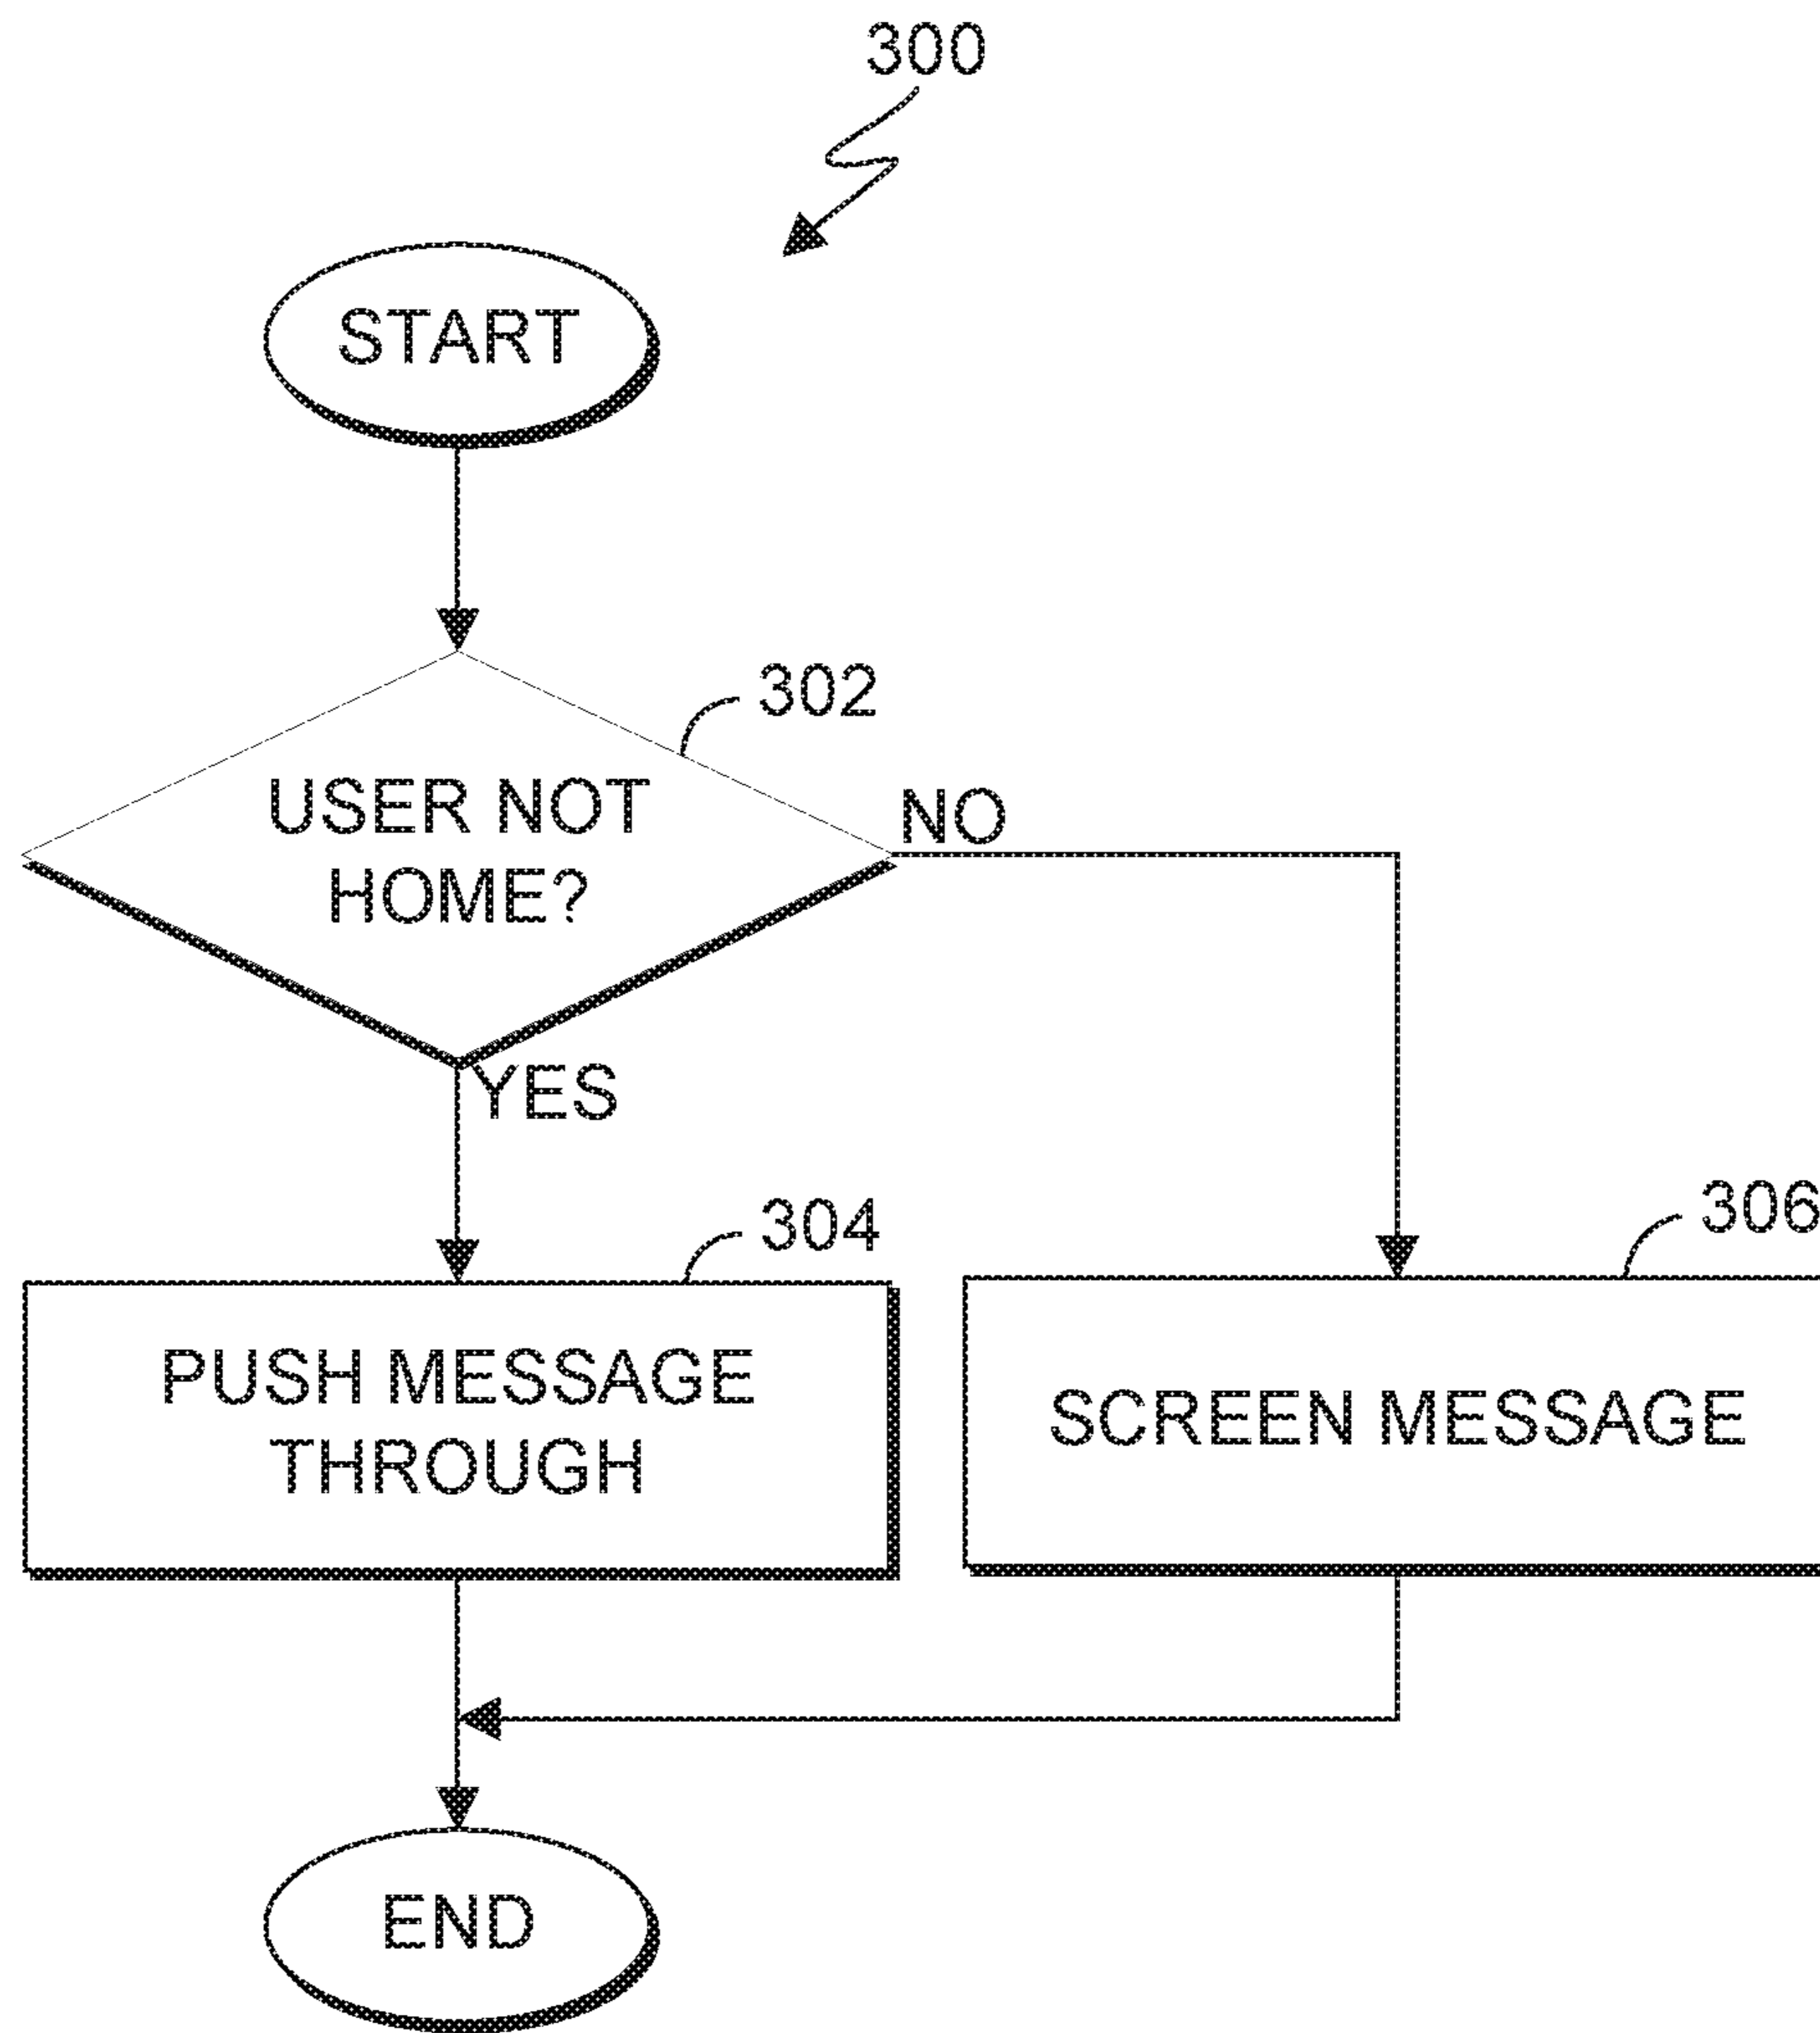 300
START
302
USER NOT
HOME?
NO
YES
304
306
PUSH MESSAGE
THROUGH
SCREEN MESSAGE
END